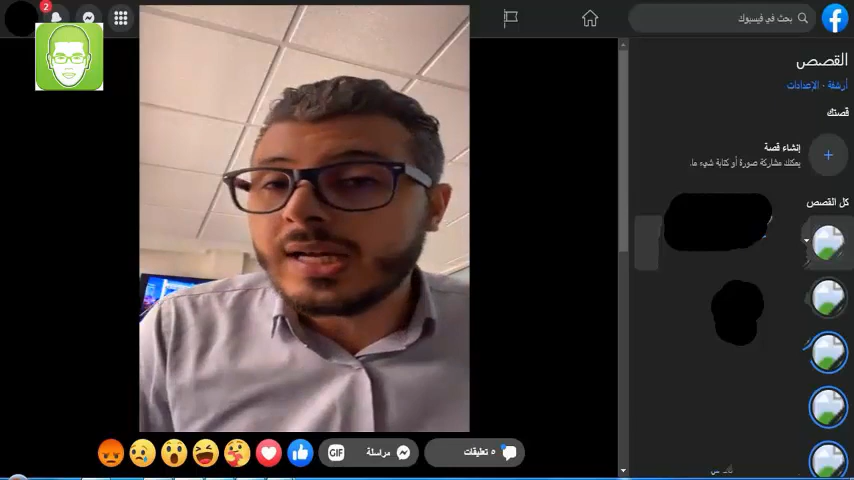 2
بحث في فيسبوك
القصص
أرشفة · الإعدادات
قصتك
إنشاء قصة
يمكنك مشاركة صورة أو كتابة شيء ما.
كل القصص
GIF
مراسلة
٥ تعليقات